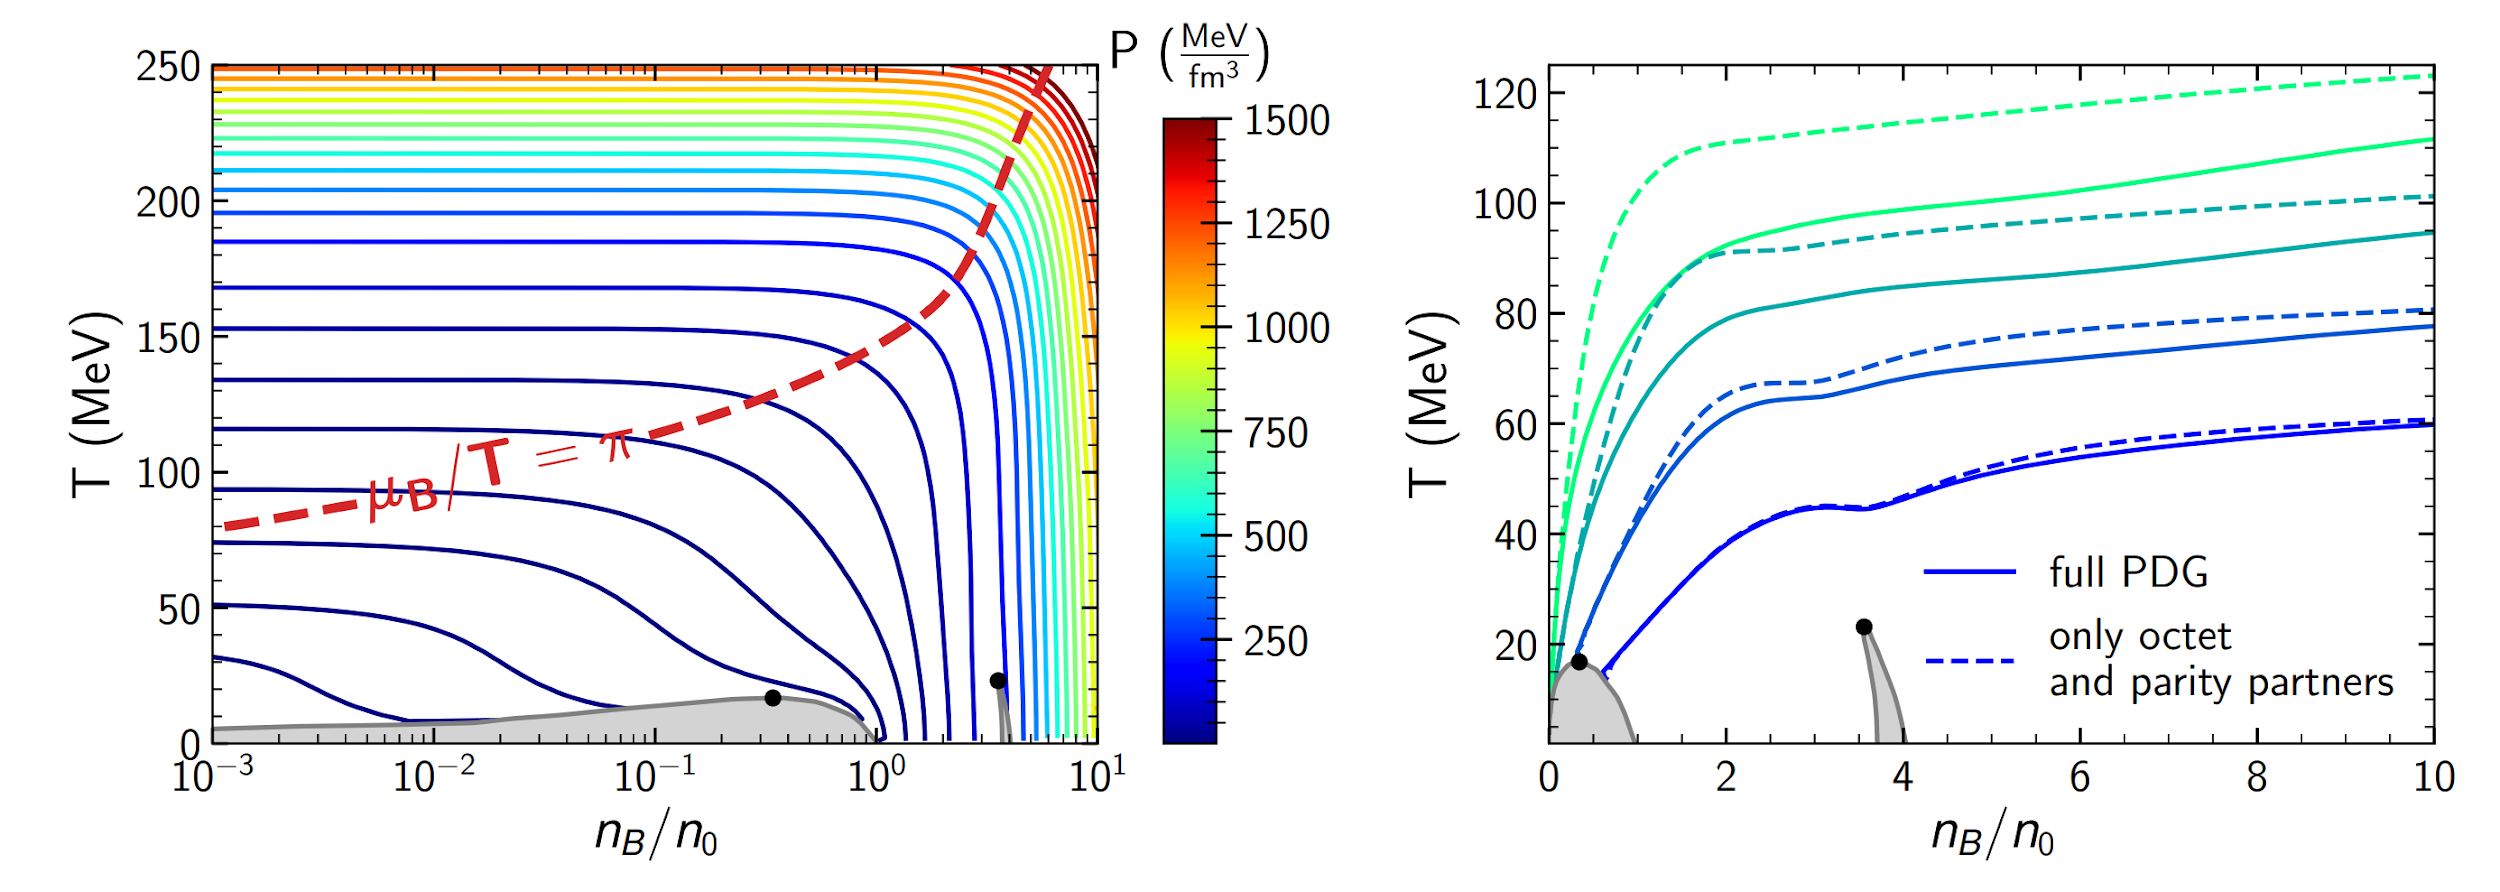 P (MeV/fm³)
250
200
150
100
50
0
T (MeV)
μB/T = π
10⁻³ 10⁻² 10⁻¹ 10⁰ 10¹
n_B/n₀
1500
1250
1000
750
500
250
120
100
80
60
40
20
T (MeV)
full PDG
only octet
and parity partners
0 2 4 6 8 10
n_B/n₀